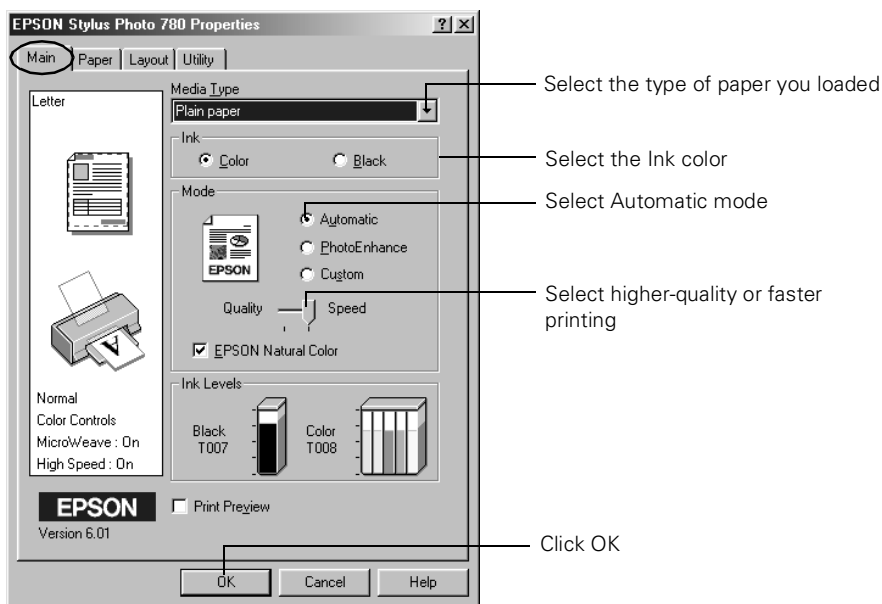 EPSON Stylus Photo 780 Properties
Main
Paper
Layout
Utility
Letter
Media Type
Plain paper
Select the type of paper you loaded
Ink
Color
Black
Select the Ink color
Mode
Automatic
Select Automatic mode
PhotoEnhance
EPSON
Custom
Quality
Speed
Select higher-quality or faster
printing
EPSON Natural Color
A
Ink Levels
Normal
Color Controls
MicroWeave : On
High Speed : On
Black
T007
Color
T008
EPSON
Version 6.01
Print Preview
Click OK
OK
Cancel
Help